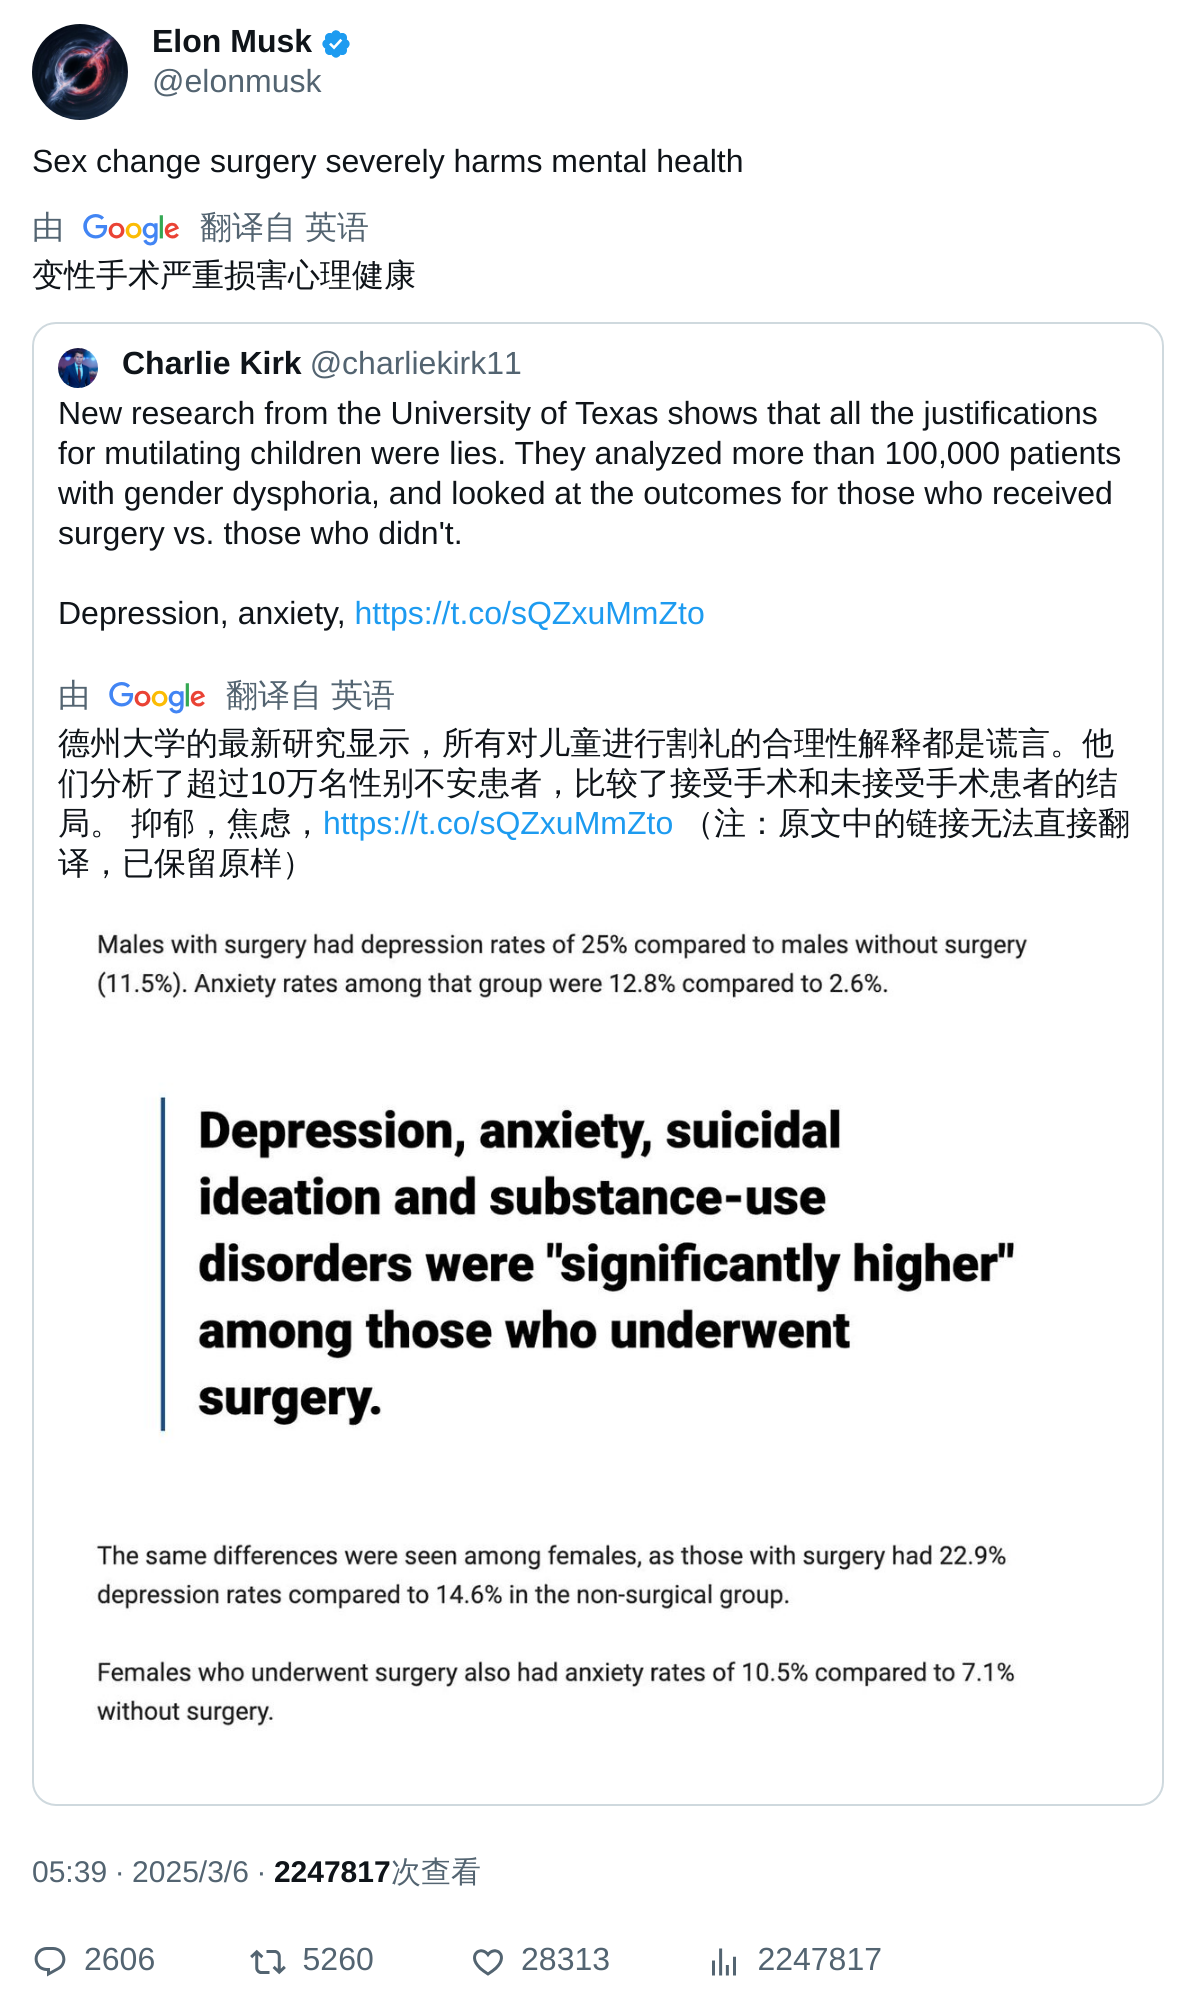 Elon Musk
@elonmusk
Sex change surgery severely harms mental health
由 Google 翻译自 英语
变性手术严重损害心理健康
Charlie Kirk @charliekirk11
New research from the University of Texas shows that all the justifications
for mutilating children were lies. They analyzed more than 100,000 patients
with gender dysphoria, and looked at the outcomes for those who received
surgery vs. those who didn't.
Depression, anxiety, https://t.co/sQZxuMmZto
由 Google 翻译自 英语
德州大学的最新研究显示，所有对儿童进行割礼的合理性解释都是谎言。他
们分析了超过10万名性别不安患者，比较了接受手术和未接受手术患者的结
局。 抑郁，焦虑，https://t.co/sQZxuMmZto （注：原文中的链接无法直接翻
译，已保留原样）
Males with surgery had depression rates of 25% compared to males without surgery
(11.5%). Anxiety rates among that group were 12.8% compared to 2.6%.
Depression, anxiety, suicidal
ideation and substance-use
disorders were "significantly higher"
among those who underwent
surgery.
The same differences were seen among females, as those with surgery had 22.9%
depression rates compared to 14.6% in the non-surgical group.
Females who underwent surgery also had anxiety rates of 10.5% compared to 7.1%
without surgery.
05:39 · 2025/3/6 · 2247817次查看
2606 5260 28313 2247817